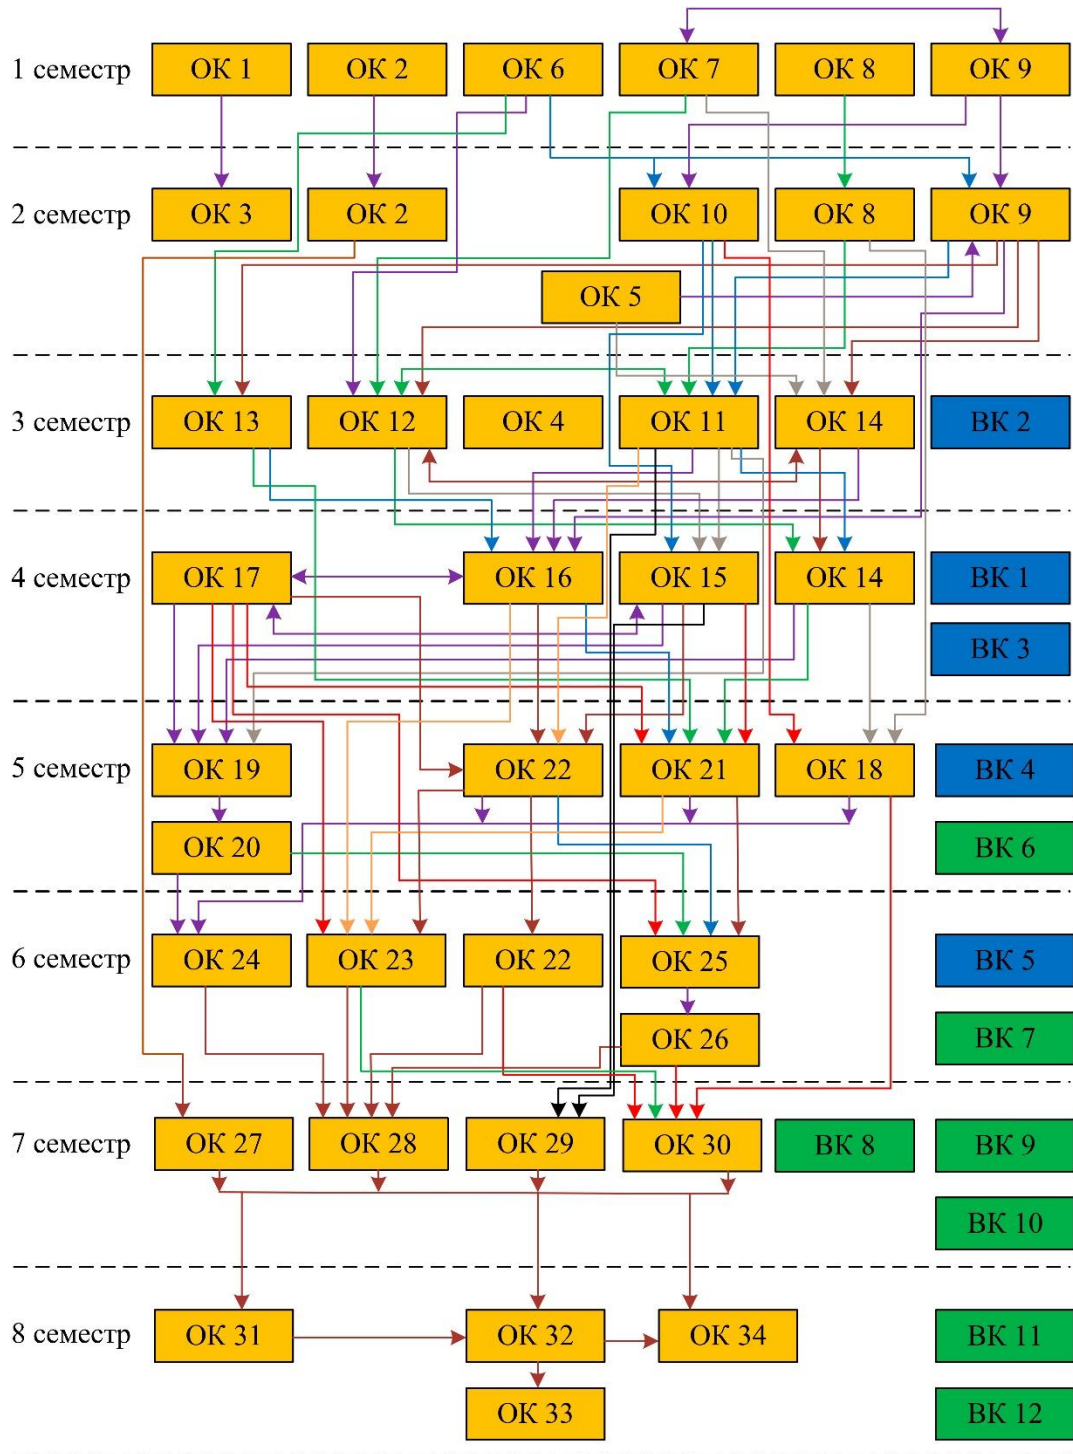 1 семестр ОК 1 ОК 2 ОК 6 ОК 7 ОК 8 ОК 9
2 семестр ОК 3 ОК 2 ОК 10 ОК 8 ОК 9
ОК 5
3 семестр ОК 13 ОК 12 ОК 4 ОК 11 ОК 14 ВК 2
4 семестр ОК 17 ОК 16 ОК 15 ОК 14 ВК 1
ВК 3
5 семестр ОК 19 ОК 22 ОК 21 ОК 18 ВК 4
ОК 20 ВК 6
6 семестр ОК 24 ОК 23 ОК 22 ОК 25 ВК 5
ОК 26 ВК 7
7 семестр ОК 27 ОК 28 ОК 29 ОК 30 ВК 8 ВК 9
ВК 10
8 семестр ОК 31 ОК 32 ОК 34 ВК 11
ОК 33 ВК 12